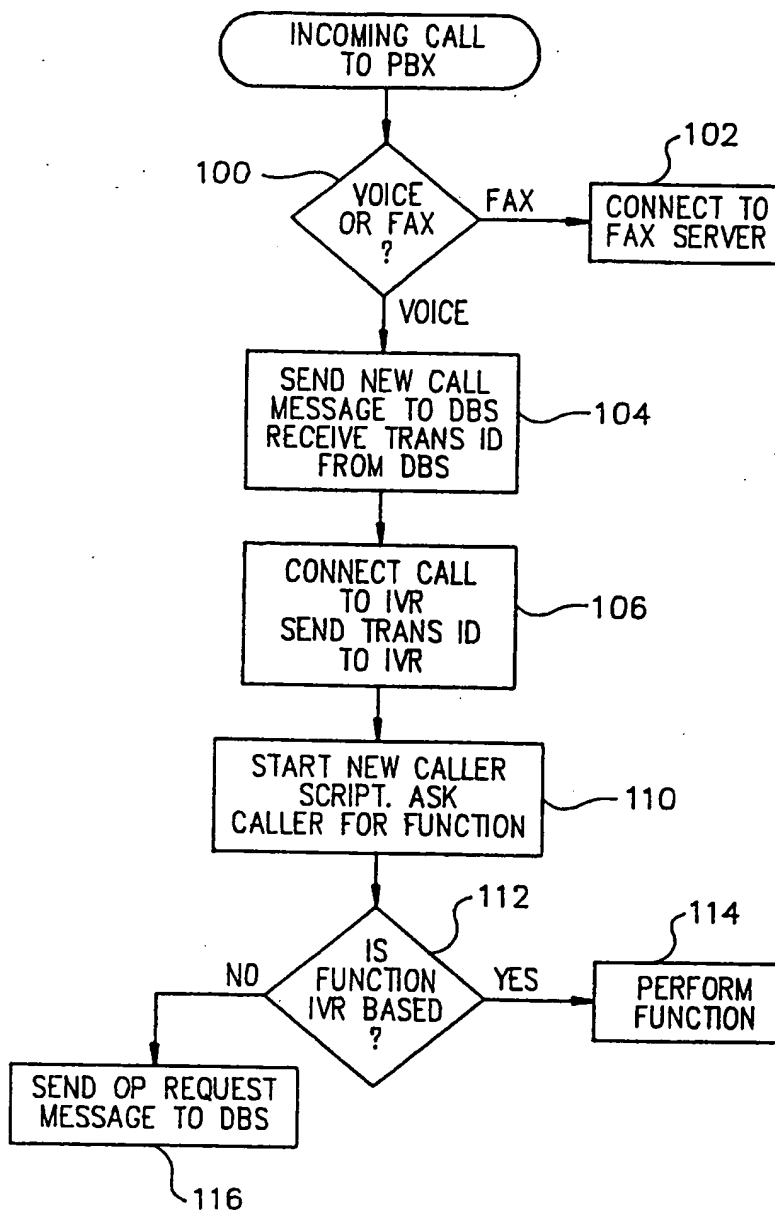 INCOMING CALL
TO PBX
100
VOICE
OR FAX
?
FAX
102
CONNECT TO
FAX SERVER
VOICE
SEND NEW CALL
MESSAGE TO DBS
RECEIVE TRANS ID
FROM DBS
104
CONNECT CALL
TO IVR
SEND TRANS ID
TO IVR
106
START NEW CALLER
SCRIPT. ASK
CALLER FOR FUNCTION
110
112
IS
FUNCTION
IVR BASED
?
NO
YES
114
PERFORM
FUNCTION
SEND OP REQUEST
MESSAGE TO DBS
116